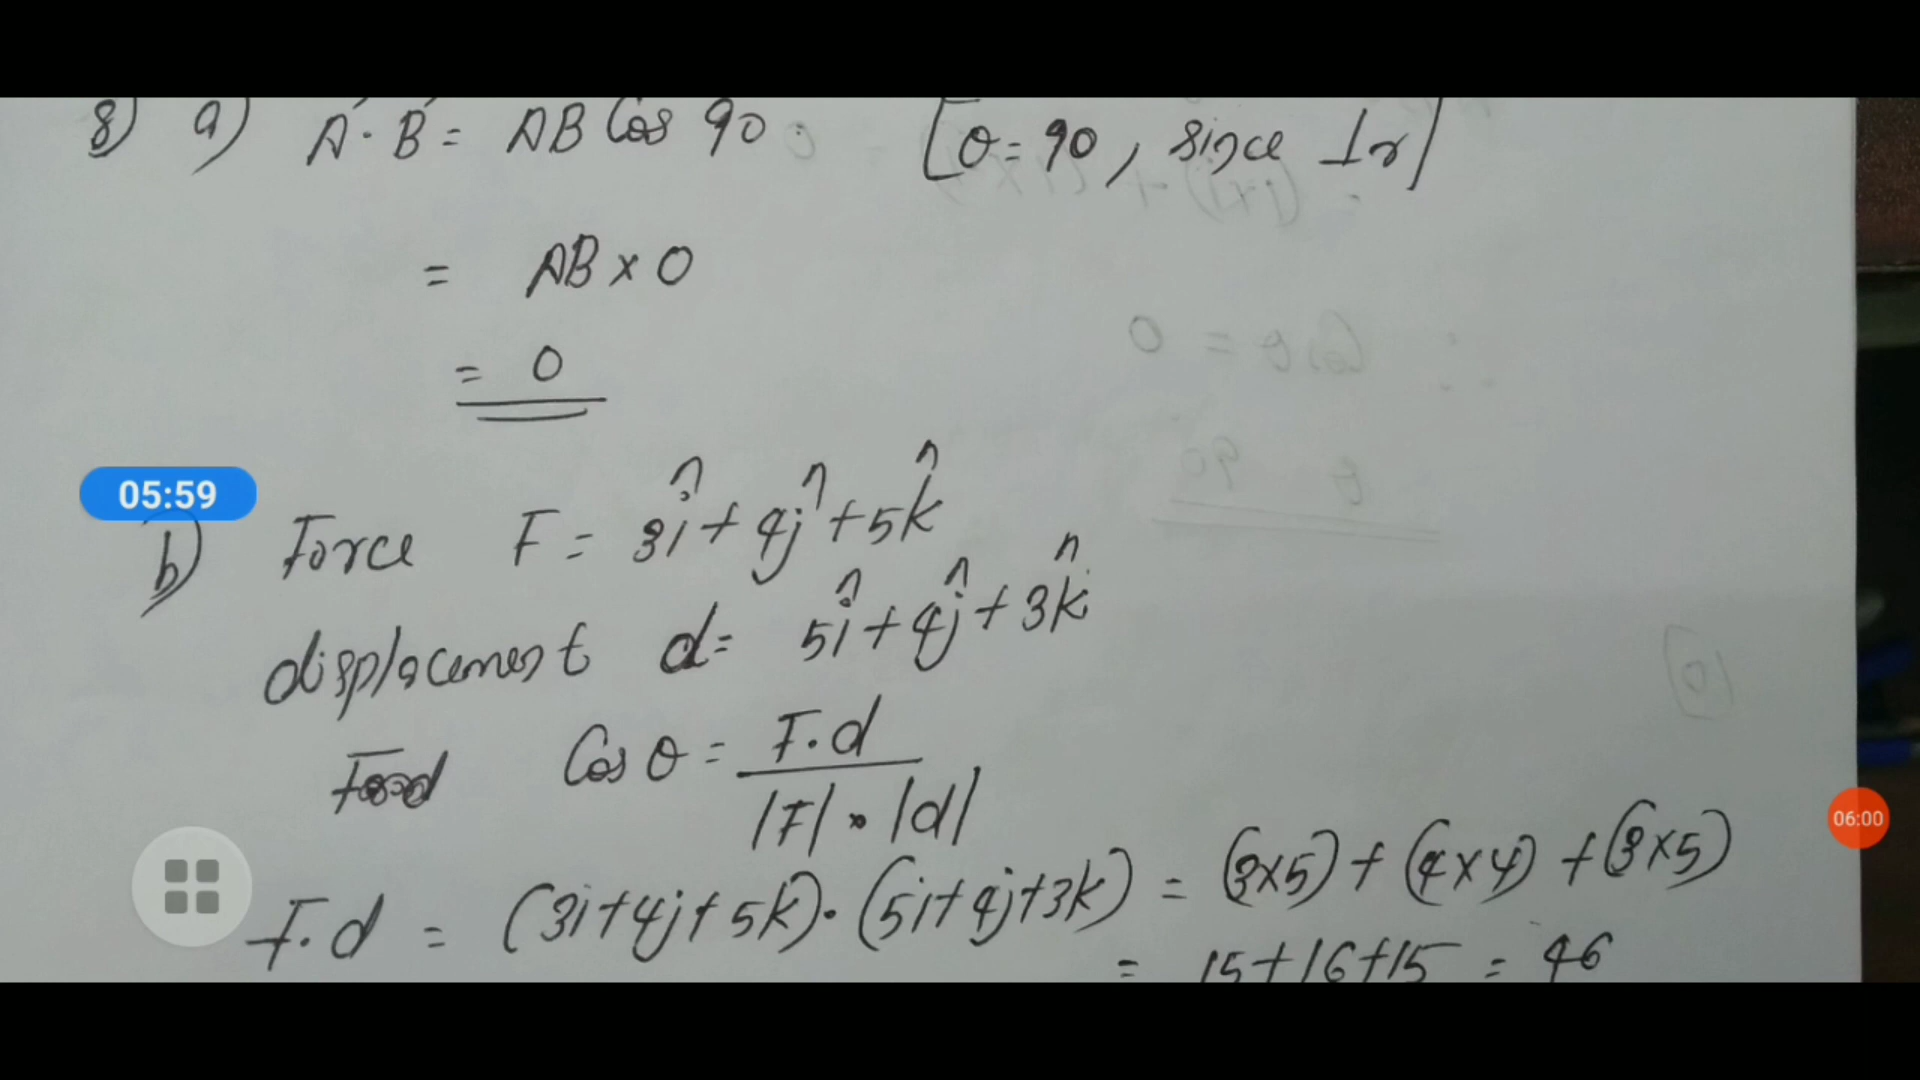 8) a) A⃗·B⃗ = AB Cos 90 [θ=90, since ⊥r]
= AB × 0
= 0
05:59
b) Force F = 3î + 4ĵ + 5k̂
displacement d = 5î + 4ĵ + 3k̂
Cos θ = F.d / |F| . |d|
06:00
F.d = (3i+4j+5k)·(5i+4j+3k) = (3×5) + (4×4) + (3×5)
= 15+16+15 = 46